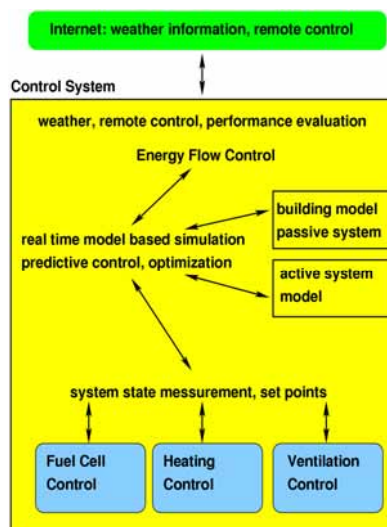 Internet: weather information, remote control
Control System
weather, remote control, performance evaluation
Energy Flow Control
real time model based simulation
predictive control, optimization
building model
passive system
active system
model
system state messurement, set points
Fuel Cell
Control
Heating
Control
Ventilation
Control